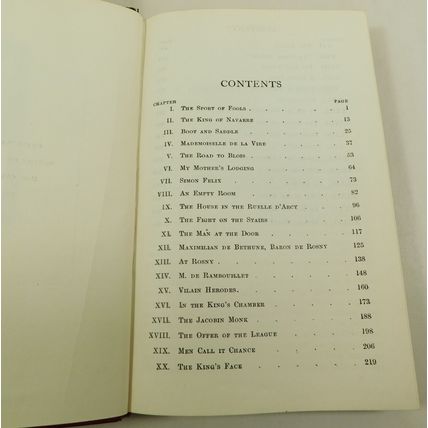 CONTENTS
CHAPTER PAGE
I. The Sport of Fools . . . . . . 1
II. The King of Navarre . . . . . 13
III. Boot and Saddle . . . . . . 25
IV. Mademoiselle de la Vire . . . . 37
V. The Road to Blois . . . . . . 53
VI. My Mother's Lodging . . . . . 64
VII. Simon Felix . . . . . . . 73
VIII. An Empty Room . . . . . . 82
IX. The House in the Ruelle d'Arcy . . . 96
X. The Fight on the Stairs . . . . 106
XI. The Man at the Door . . . . . 117
XII. Maximilian de Bethune, Baron de Rosny 125
XIII. At Rosny . . . . . . . 138
XIV. M. de Rambouillet . . . . . 148
XV. Vilain Herodes . . . . . . 160
XVI. In the King's Chamber . . . . 173
XVII. The Jacobin Monk . . . . . 188
XVIII. The Offer of the League . . . . 198
XIX. Men Call it Chance . . . . . 206
XX. The King's Face . . . . . 219